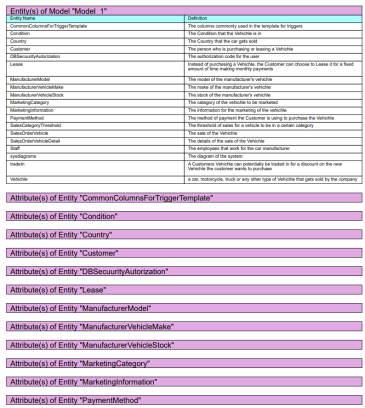 Entity(s) of Model "Model_1"
Entity Name Definition
CommonColumnsForTriggerTemplate The columns commonly used in the template for triggers
Condition The Condition that the Vehichle is in
Country The Country that the car gets sold
Customer The person who is purchasing or leasing a Vehichle
DBSecuurityAutorization The authorization code for the user
Lease Instead of purchasing a Vehichle, the Customer can choose to Lease it for a fixed
amount of time making monthly payments
ManufacturerModel The model of the manufacturer's vehichle
ManufacturerVehicleMake The make of the manufacturer's vehichle
ManufacturerVehicleStock The stock of the manufacturer's vehichle
MarketingCategory The category of the vehichle to be marketed
MarketingInformation The information for the marketing of the vehichle
PaymentMethod The method of payment the Customer is using to purchase the Vehichle
SalesCategoryThreshold The threshold of sales for a vehicle to be in a certain category
SalesOrderVehicle The sale of the Vehichle
SalesOrderVehicleDetail The details of the sale of the Vehichle
Staff The employees that work for the car manufacturer
sysdiagrams The diagram of the system
tradeIn A Customers Vehichle can potentially be traded in for a discount on the new
Vehichle the customer wants to purchase
Vehichle a car, motorcycle, truck or any other type of Vehichle that gets sold by the company
Attribute(s) of Entity "CommonColumnsForTriggerTemplate"
Attribute(s) of Entity "Condition"
Attribute(s) of Entity "Country"
Attribute(s) of Entity "Customer"
Attribute(s) of Entity "DBSecuurityAutorization"
Attribute(s) of Entity "Lease"
Attribute(s) of Entity "ManufacturerModel"
Attribute(s) of Entity "ManufacturerVehicleMake"
Attribute(s) of Entity "ManufacturerVehicleStock"
Attribute(s) of Entity "MarketingCategory"
Attribute(s) of Entity "MarketingInformation"
Attribute(s) of Entity "PaymentMethod"